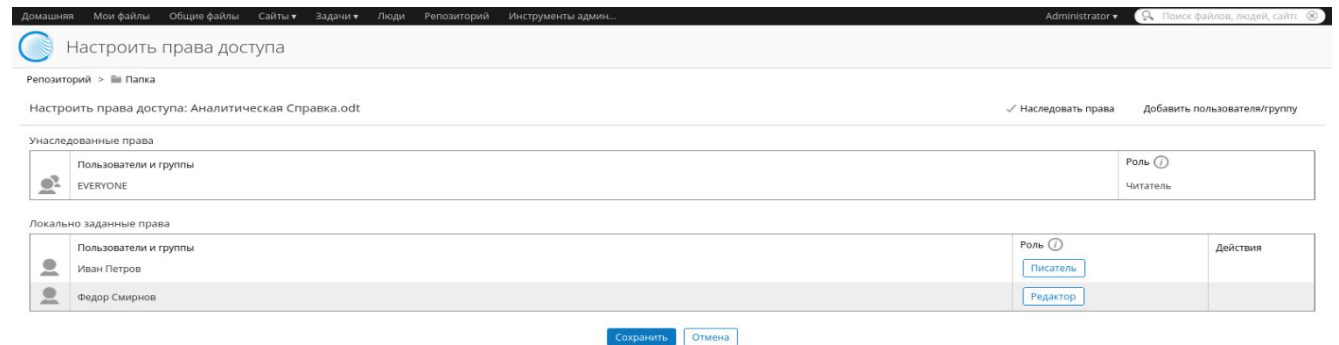 Домашняя Мои файлы Общие файлы Сайты Задачи Люди Репозиторий Инструменты админ... Administrator Поиск файлов, людей, сайтс
Настроить права доступа
Репозиторий > Папка
Настроить права доступа: Аналитическая Справка.odt Наследовать права Добавить пользователя/группу
Унаследованные права
Пользователи и группы Роль
EVERYONE Читатель
Локально заданные права
Пользователи и группы Роль Действия
Иван Петров Писатель
Федор Смирнов Редактор
Сохранить Отмена